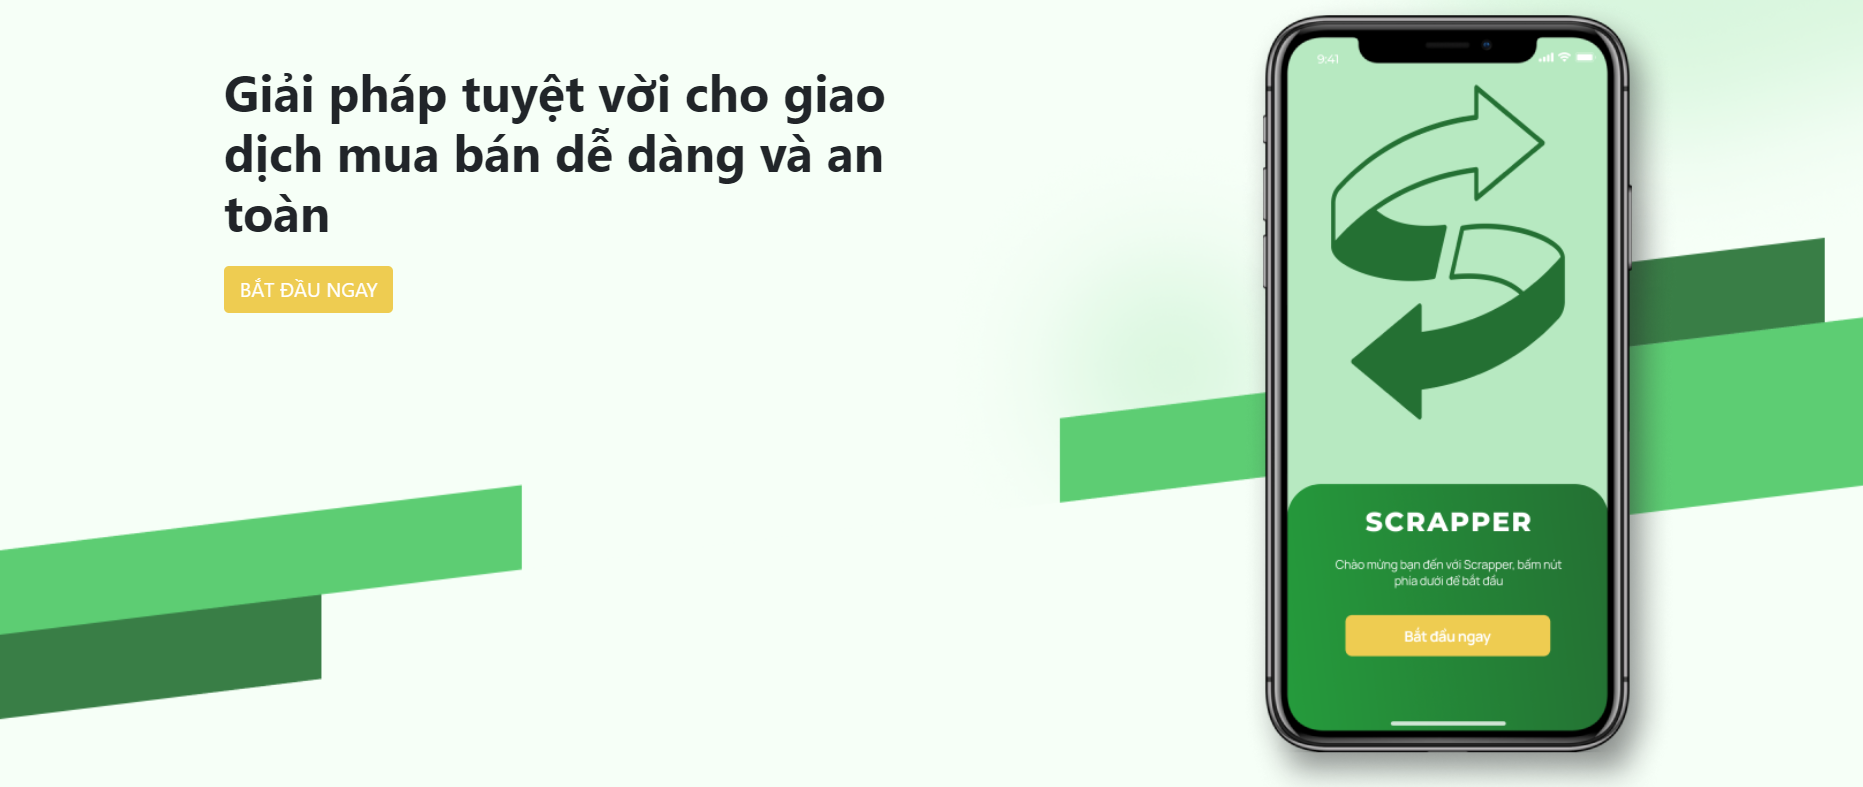 Giải pháp tuyệt vời cho giao
dịch mua bán dễ dàng và an
toàn
BẮT ĐẦU NGAY
9:41
SCRAPPER
Chào mừng bạn đến với Scrapper, bấm nút
phía dưới để bắt đầu
Bắt đầu ngay